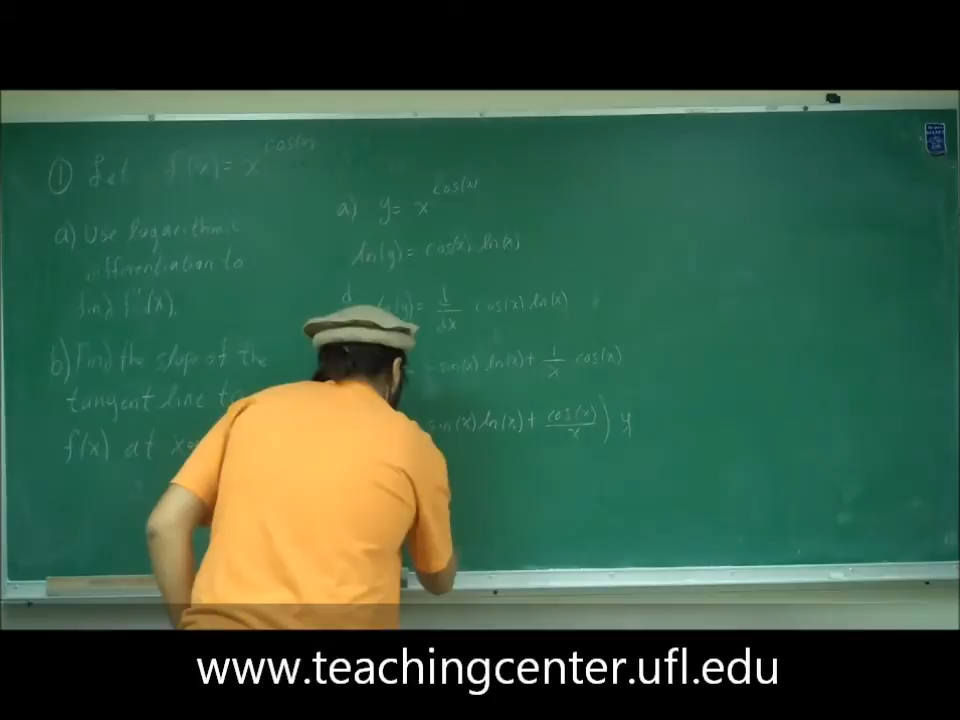 ① Let f(x) = x^cos(x)
a) Use logarithmic
differentiation to
find f'(x).
b) Find the slope of the
tangent line to
f(x) at x=
a) y = x^cos(x)
ln(y) = cos(x) ln(x)
d ln(y) = d/dx cos(x) ln(x)
= -sin(x) ln(x) + 1/x cos(x)
sin(x) ln(x) + cos(x)/x ) y
www.teachingcenter.ufl.edu